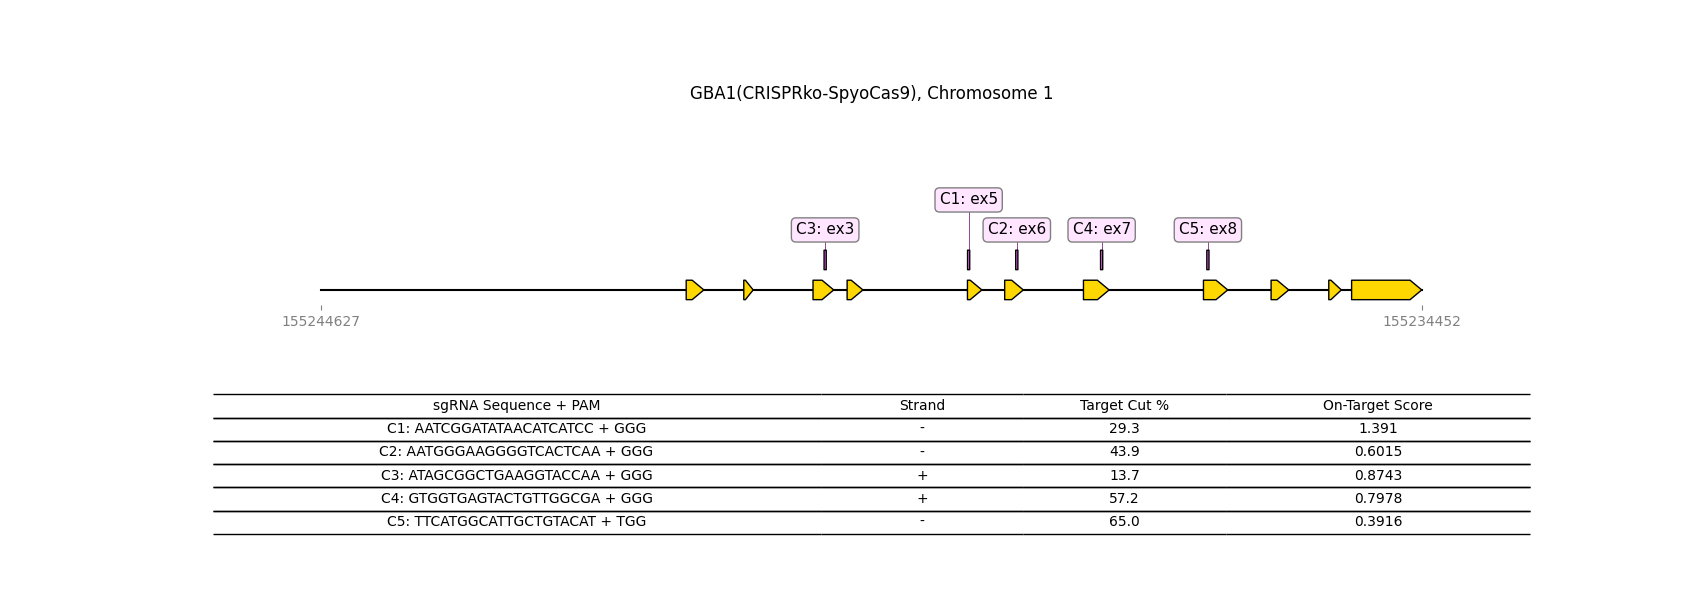 GBA1(CRISPRko-SpyoCas9), Chromosome 1
C1: ex5
C3: ex3
C2: ex6
C4: ex7
C5: ex8
155244627
155234452
sgRNA Sequence + PAM Strand Target Cut % On-Target Score
C1: AATCGGATATAACATCATCC + GGG - 29.3 1.391
C2: AATGGGAAGGGGTCACTCAA + GGG - 43.9 0.6015
C3: ATAGCGGCTGAAGGTACCAA + GGG + 13.7 0.8743
C4: GTGGTGAGTACTGTTGGCGA + GGG + 57.2 0.7978
C5: TTCATGGCATTGCTGTACAT + TGG - 65.0 0.3916